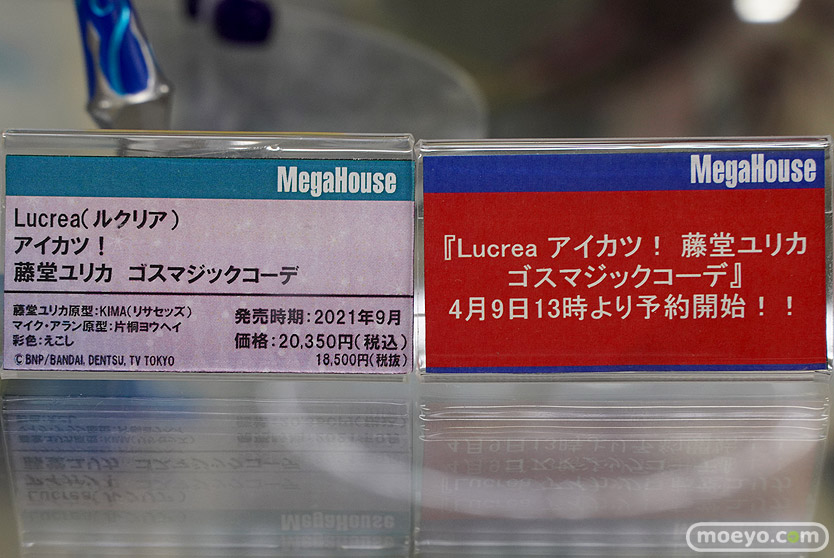 MegaHouse
Lucrea(ルクリア)
アイカツ！
藤堂ユリカ ゴスマジックコーデ
藤堂ユリカ原型：KIMA(リサセッズ)
マイク・アラン原型：片桐ヨウヘイ
彩色：えこし
© BNP/BANDAI, DENTSU, TV TOKYO
発売時期：2021年9月
価格：20,350円(税込)
18,500円(税抜)
MegaHouse
『Lucrea アイカツ！ 藤堂ユリカ
ゴスマジックコーデ』
4月9日13時より予約開始！！
moeyo.com